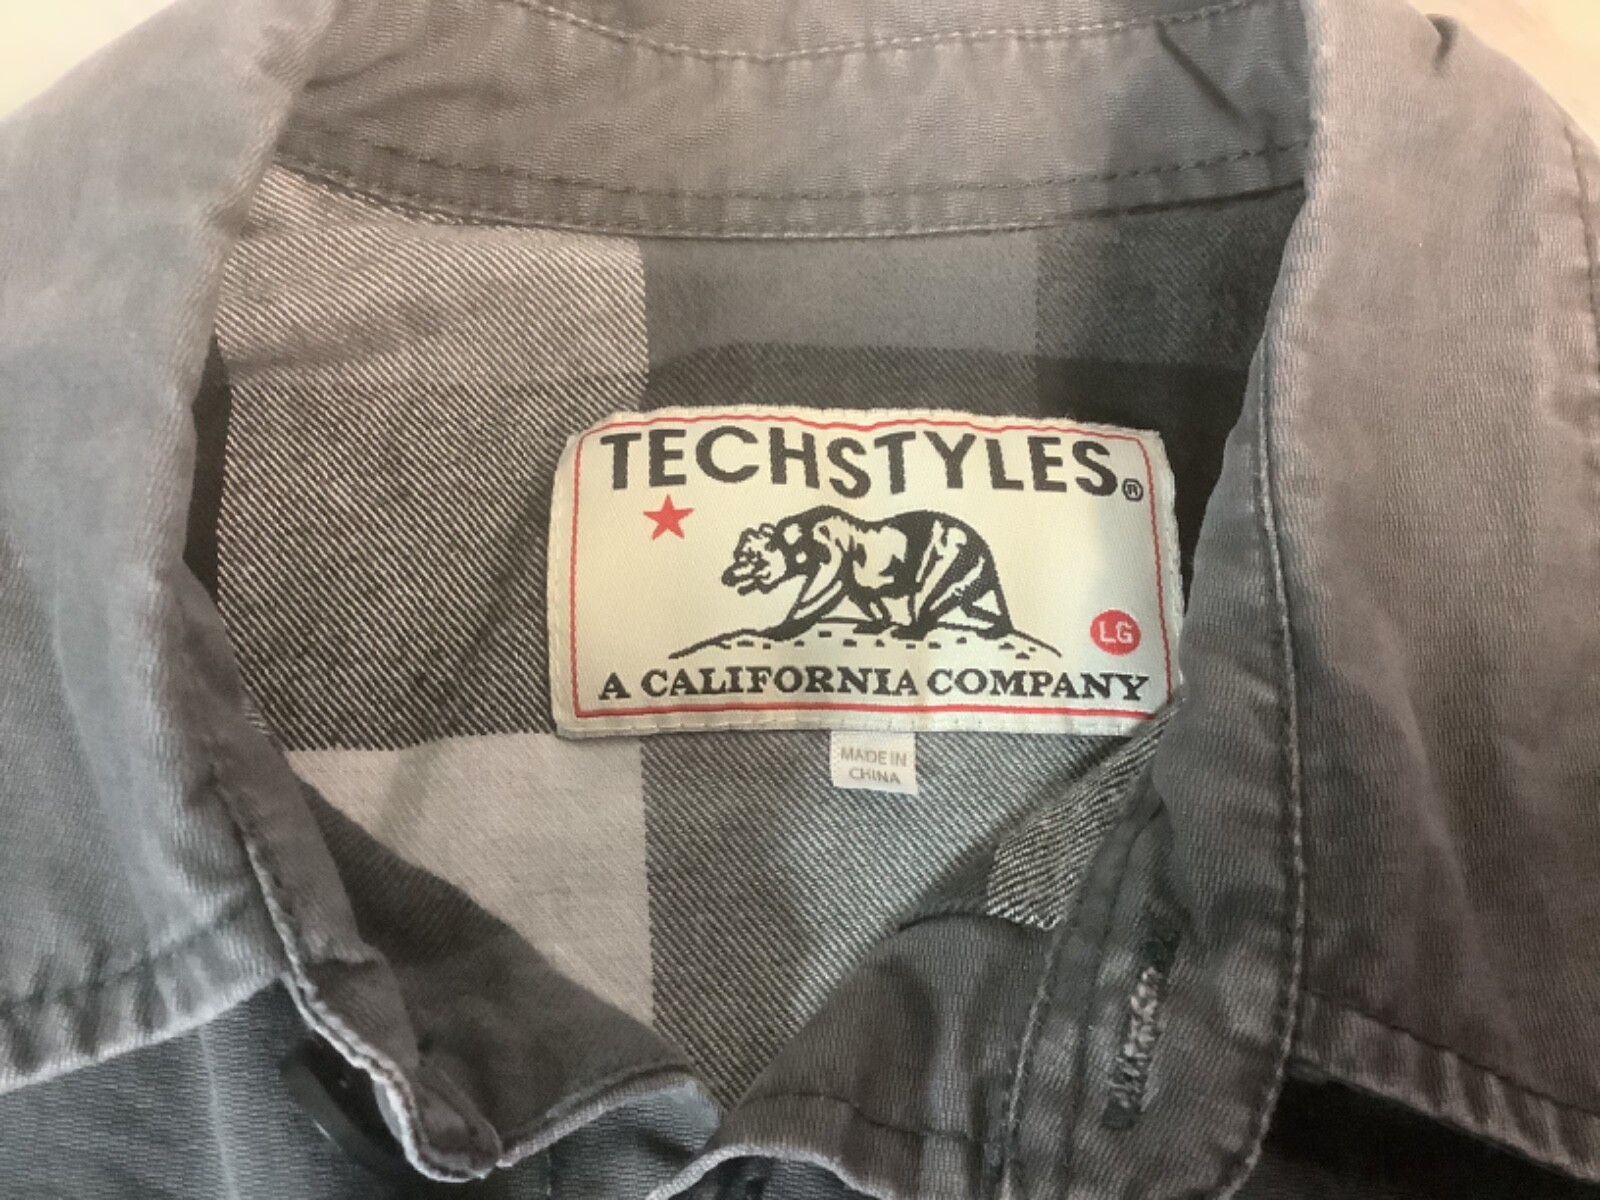 TECHSTYLES®
LG
A CALIFORNIA COMPANY
MADE IN
CHINA